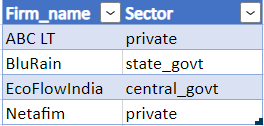 Firm_name Sector
ABC LT private
BluRain state_govt
EcoFlowIndia central_govt
Netafim private